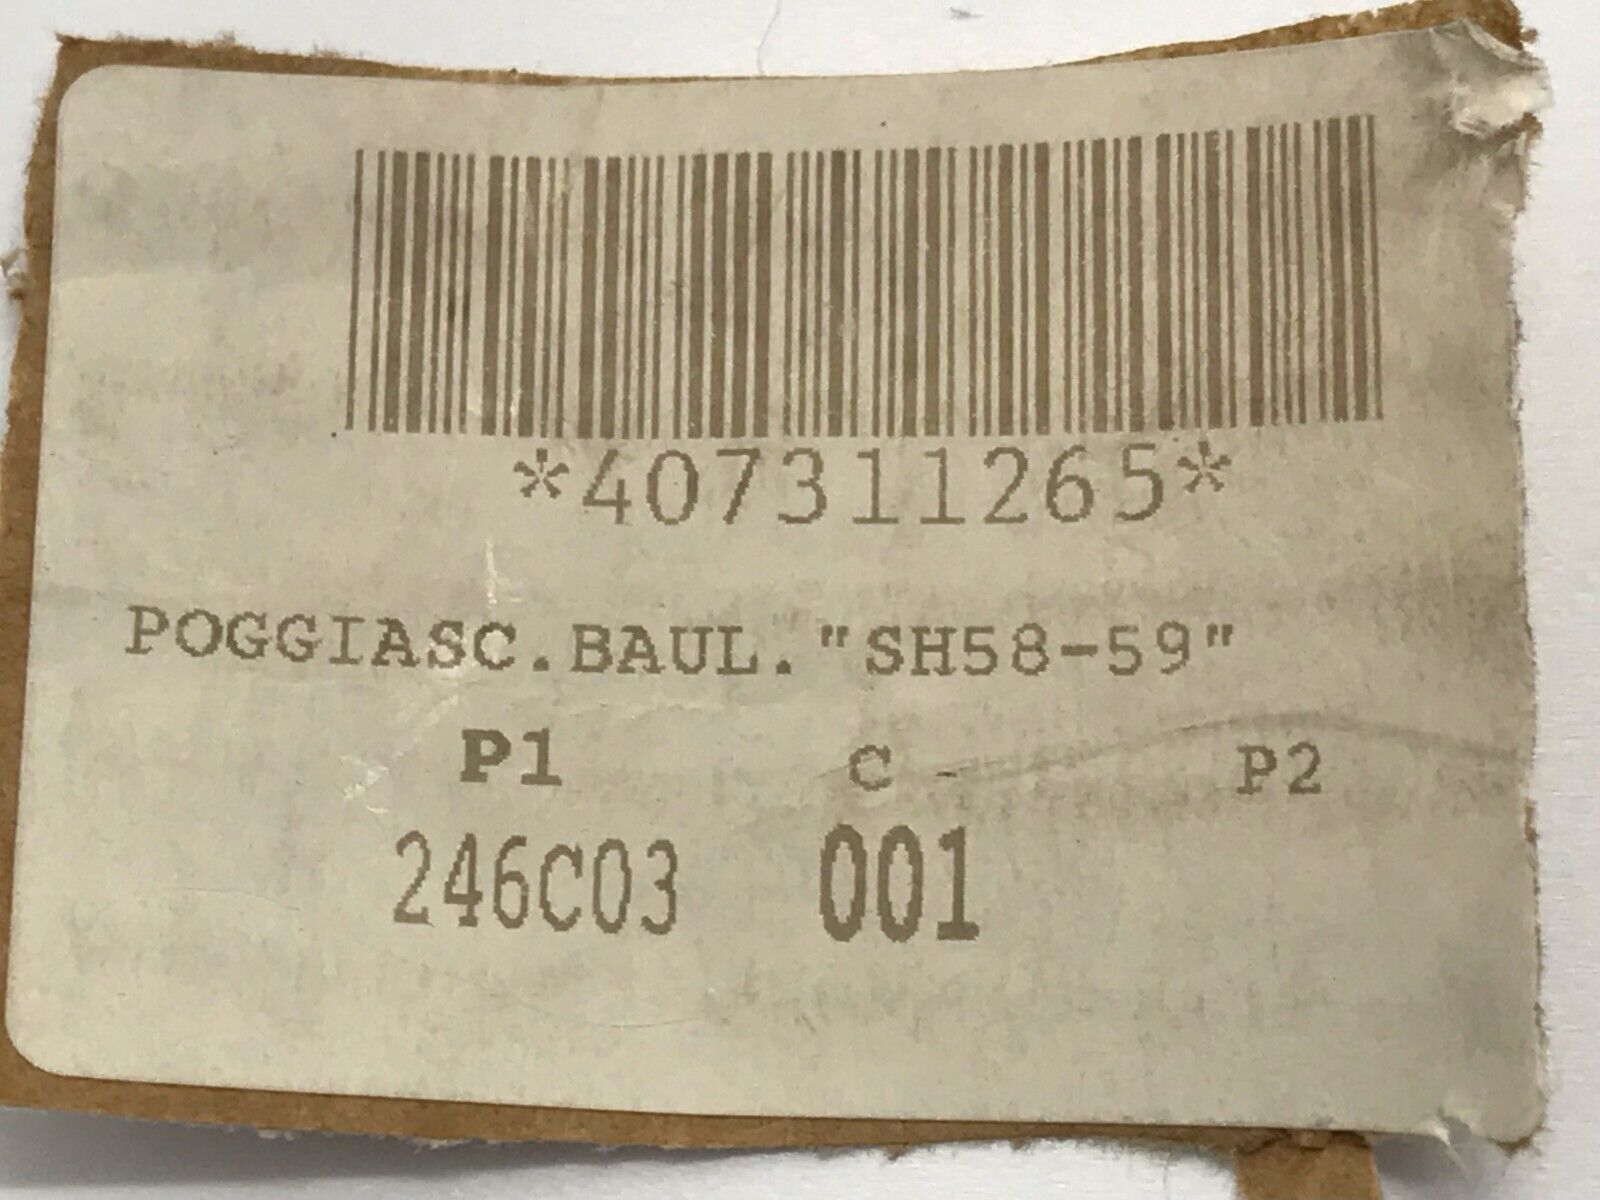 *407311265*
POGGIASC.BAUL."SH58-59"
P1 C - P2
246C03 001